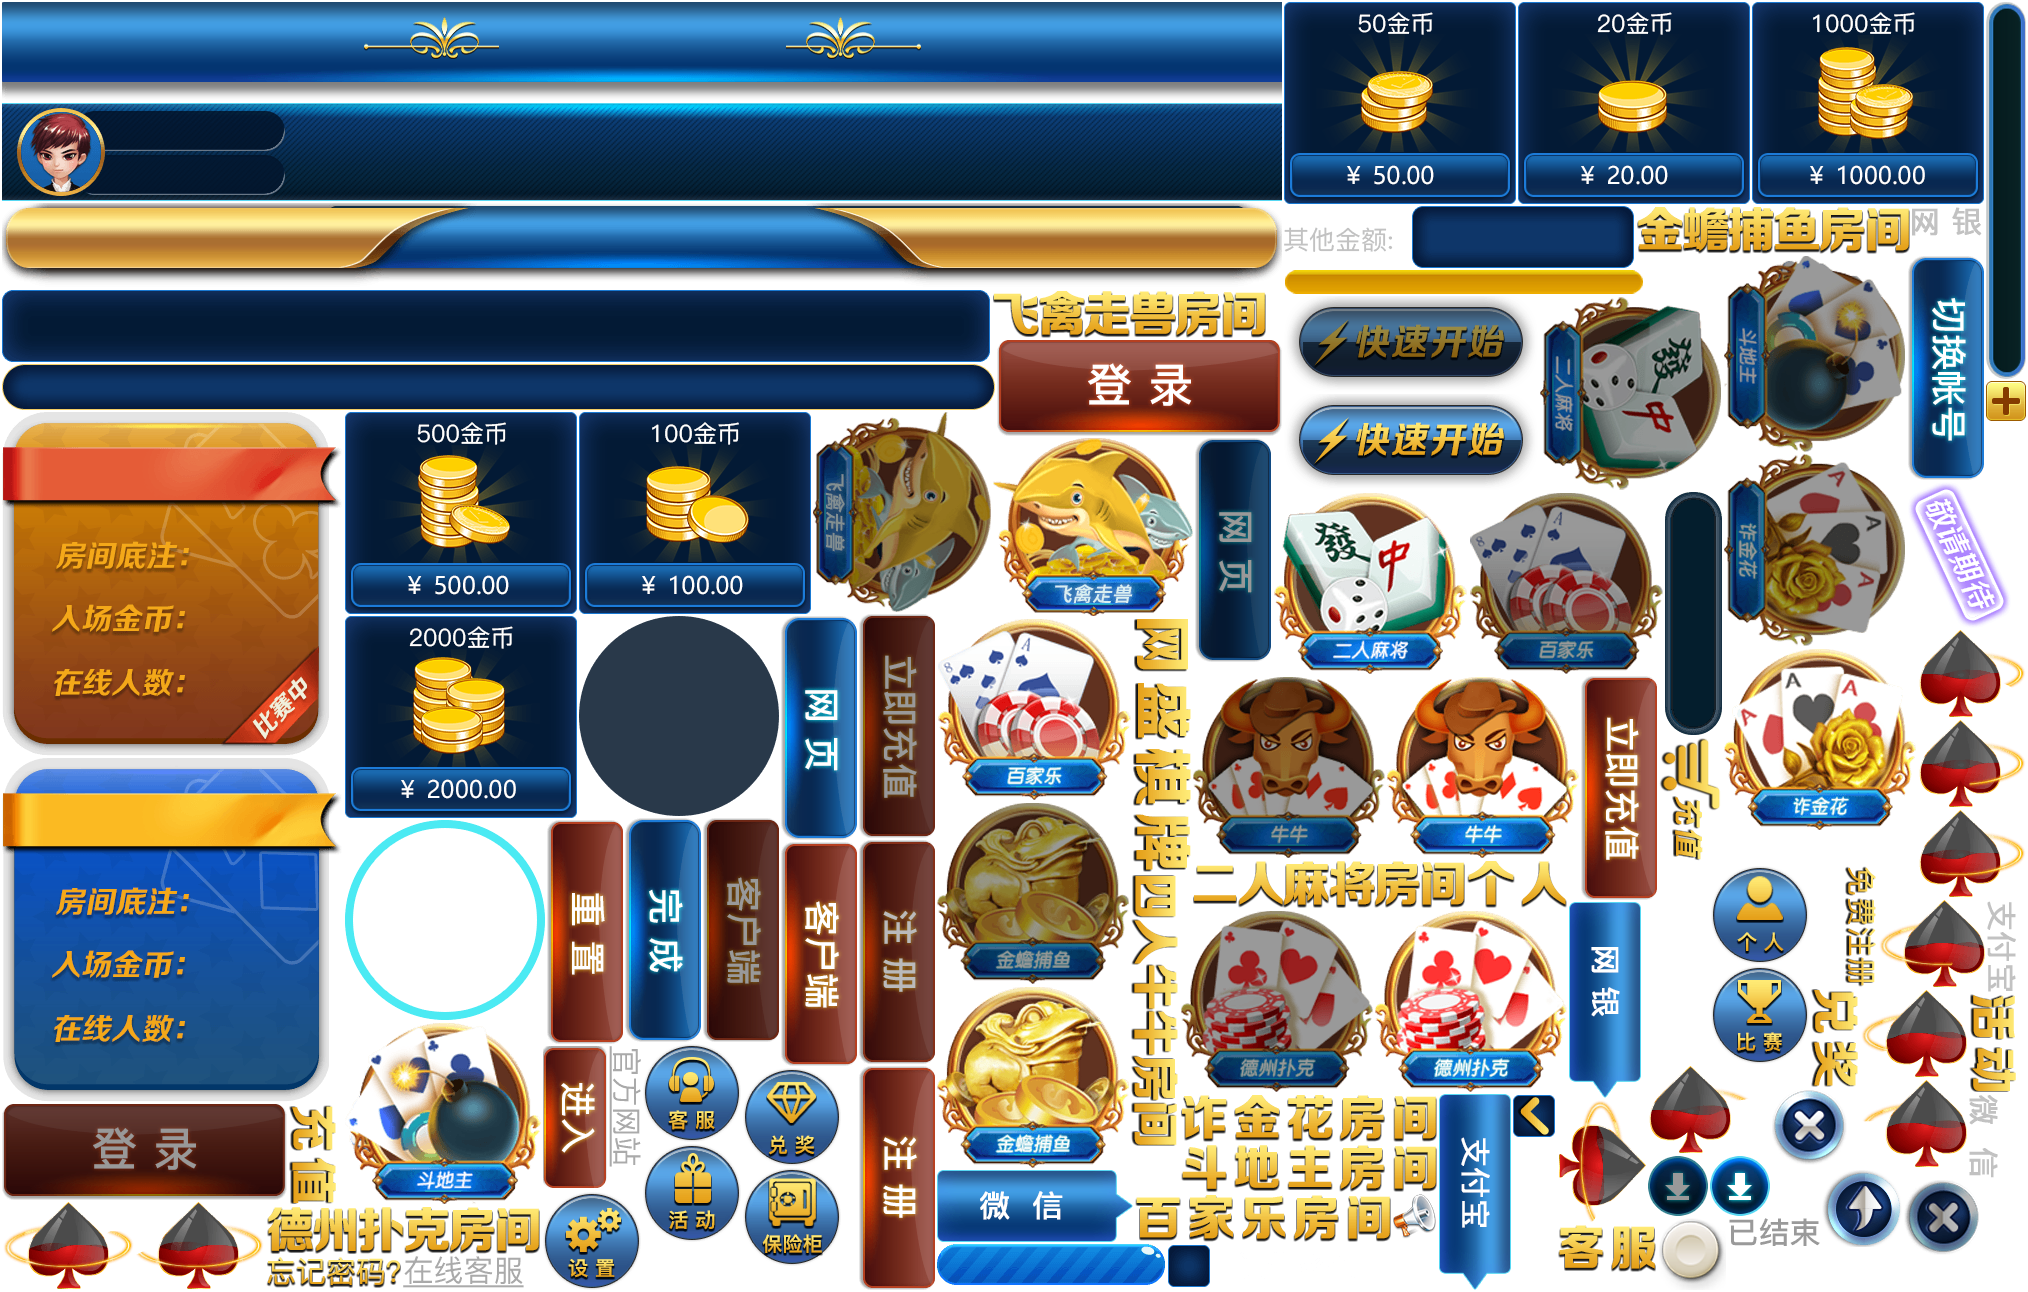 50金币
20金币
1000金币
¥ 50.00
¥ 20.00
¥ 1000.00
其他金额:
金蟾捕鱼房间
网 银
飞禽走兽房间
登 录
快速开始
快速开始
二人麻将
斗地主
切换帐号
500金币
100金币
¥ 500.00
¥ 100.00
飞禽走兽
飞禽走兽
网 页
二人麻将
百家乐
诈金花
敬请期待
房间底注:
入场金币:
在线人数:
比赛中
2000金币
¥ 2000.00
网 页
立即充值
百家乐
网 盛 棋 牌
牛牛
牛牛
立即充值
充值
诈金花
房间底注:
入场金币:
在线人数:
重 置
完 成
客户端
客户端
注 册
金蟾捕鱼
四人牛牛房间
二人麻将房间
个 人
德州扑克
德州扑克
网 银
个 人
比 赛
免费注册
兑 奖
支付宝
活 动
微 信
登 录
充 值
斗地主
进 入
官方网站
客 服
兑 奖
活 动
保险柜
设 置
注 册
金蟾捕鱼
微 信
诈金花房间
斗地主房间
百家乐房间
支付宝
德州扑克房间
忘记密码?
在线客服
客 服
已结束
A
A
A
A
A
A
A
A
8
8
發
中
發
中